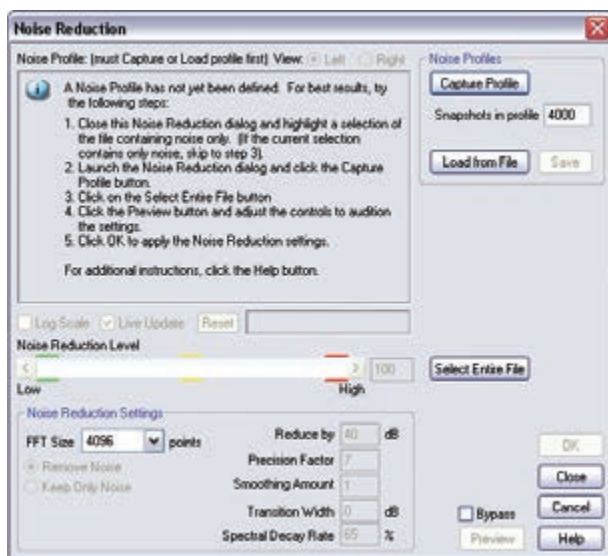 Noise Reduction
Noise Profile: (must Capture or Load profile first) View: Left Right
Noise Profiles
A Noise Profile has not yet been defined. For best results, try
the following steps:
1. Close this Noise Reduction dialog and highlight a selection of
the file containing noise only. (If the current selection
contains only noise, skip to step 3).
2. Launch the Noise Reduction dialog and click the Capture
Profile button.
3. Click on the Select Entire File button
4. Click the Preview button and adjust the controls to audition
the settings.
5. Click OK to apply the Noise Reduction settings.
For additional instructions, click the Help button.
Capture Profile
Snapshots in profile 4000
Load from File Save
Log Scale Live Update Reset
Noise Reduction Level
100
Low High
Select Entire File
Noise Reduction Settings
FFT Size 4096 points
Remove Noise
Keep Only Noise
Reduce by 40 dB
Precision Factor 7
Smoothing Amount 1
Transition Width 0 dB
Spectral Decay Rate 65 %
Bypass
Preview
OK
Close
Cancel
Help